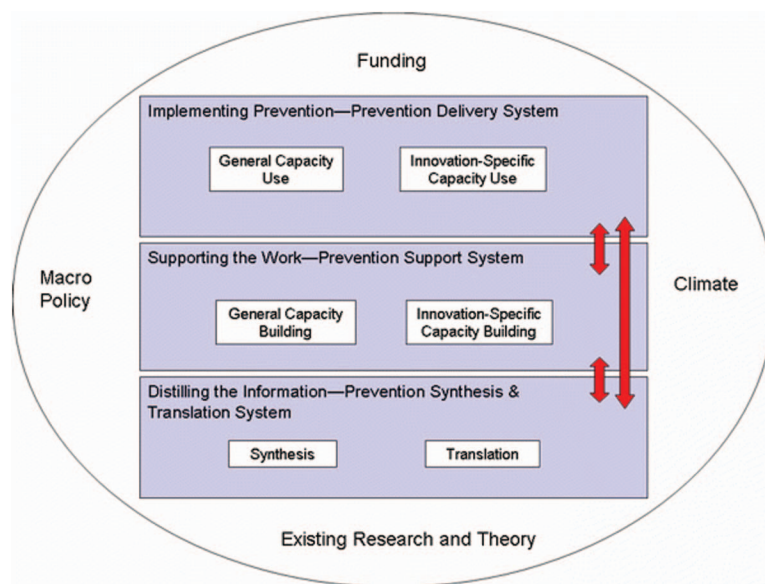 Funding
Implementing Prevention—Prevention Delivery System
General Capacity
Use
Innovation-Specific
Capacity Use
Macro
Policy
Supporting the Work—Prevention Support System
Climate
General Capacity
Building
Innovation-Specific
Capacity Building
Distilling the Information—Prevention Synthesis &
Translation System
Synthesis
Translation
Existing Research and Theory